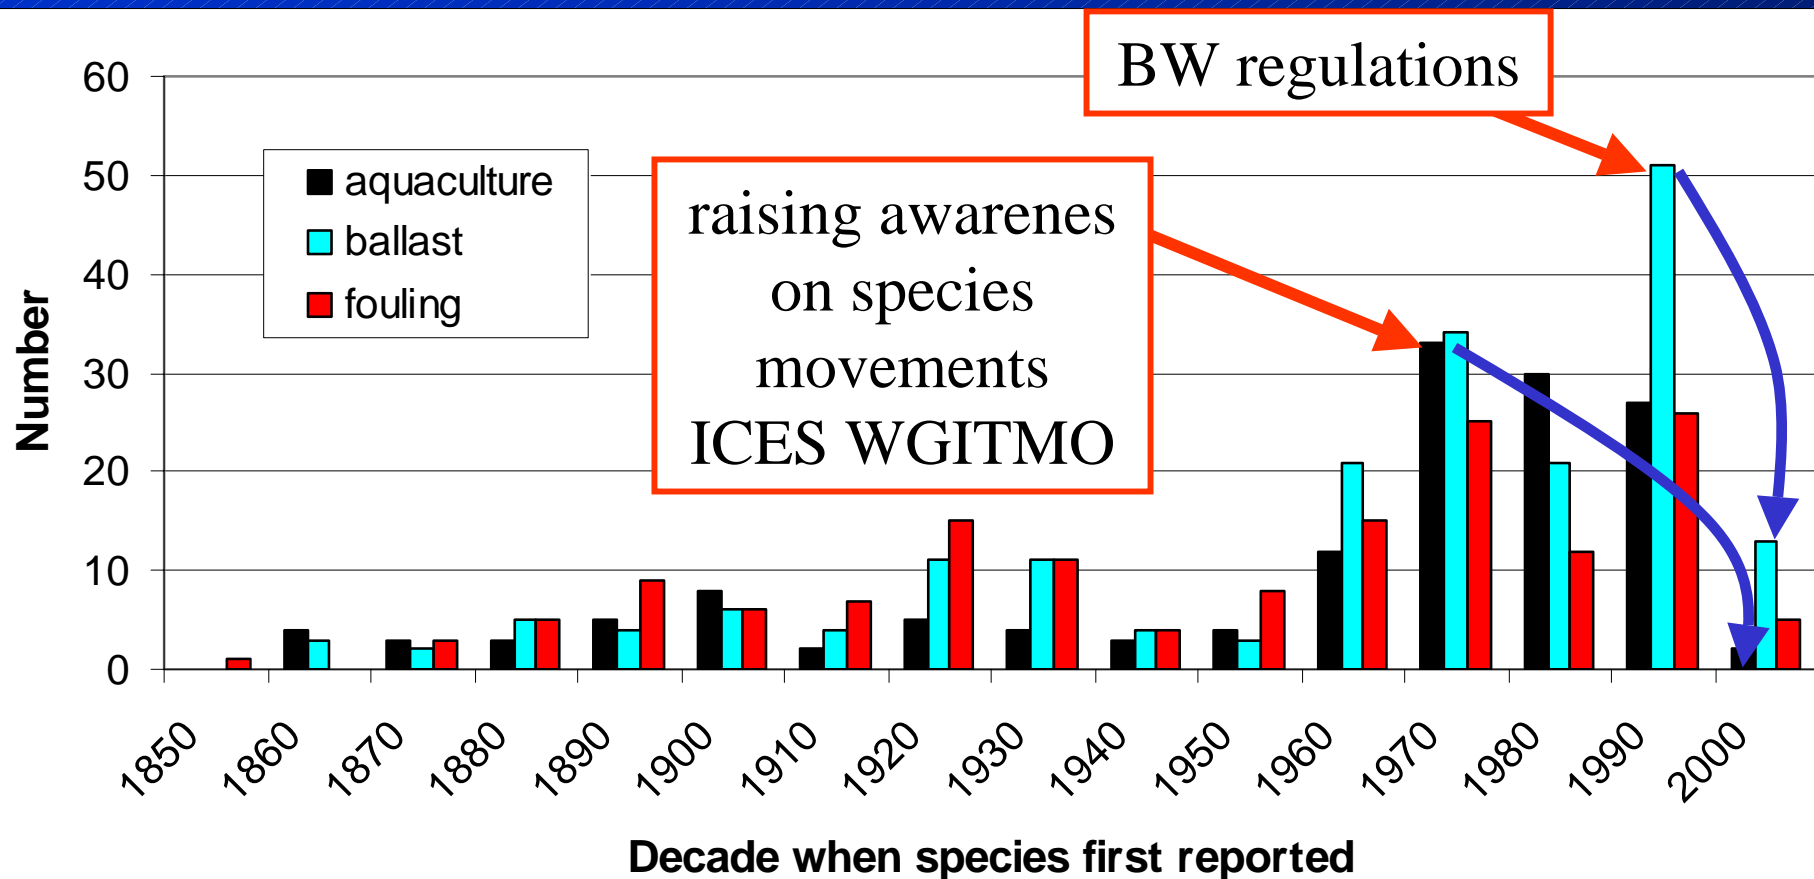 BW regulations
60
50
40
30
20
10
0
Number
aquaculture
ballast
fouling
raising awarenes
on species
movements
ICES WGITMO
1850
1860
1870
1880
1890
1900
1910
1920
1930
1940
1950
1960
1970
1980
1990
2000
Decade when species first reported